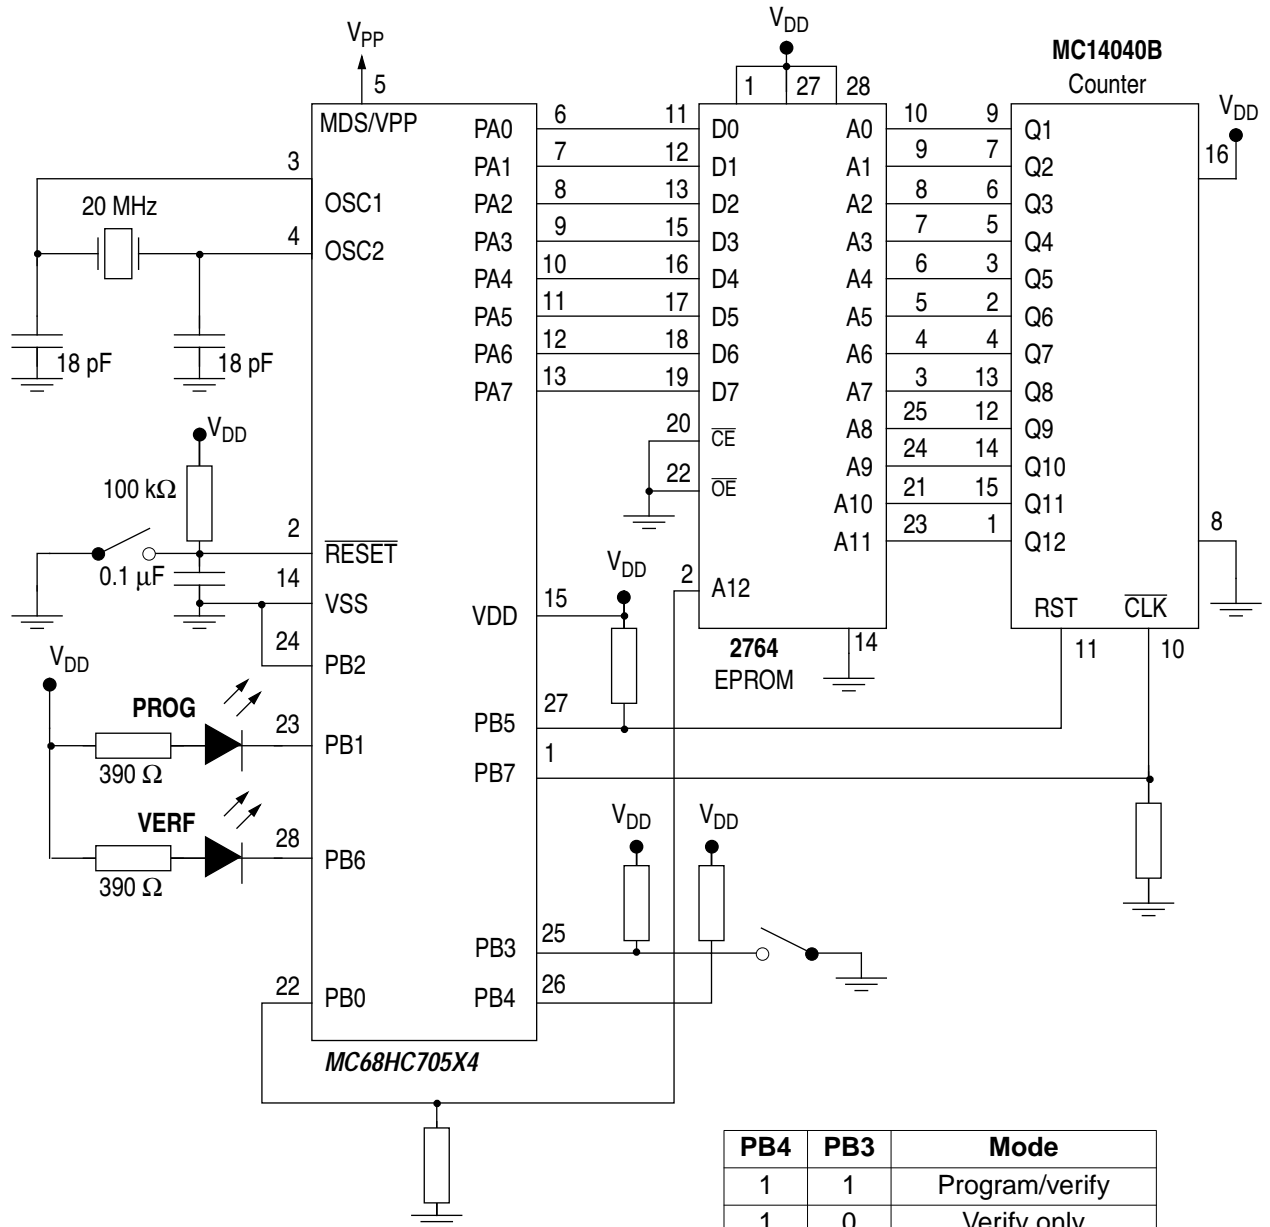 VPP
5
MDS/VPP
3
OSC1
20 MHz
4
OSC2
18 pF
18 pF
VDD
100 kΩ
2
RESET
0.1 µF
14
VSS
24
PB2
VDD
PROG
23
PB1
390 Ω
VERF
28
PB6
390 Ω
22
PB0
MC68HC705X4
PA0
6
PA1
7
PA2
8
PA3
9
PA4
10
PA5
11
PA6
12
PA7
13
VDD
15
VDD
PB5
27
PB7
1
VDD
VDD
PB3
25
PB4
26
VDD
1
27
28
11
D0
A0
10
12
D1
A1
9
13
D2
A2
8
15
D3
A3
7
16
D4
A4
6
17
D5
A5
5
18
D6
A6
4
19
D7
A7
3
20
CE
A8
25
22
OE
A9
24
A10
21
A11
23
2
A12
2764
EPROM
14
MC14040B
Counter
VDD
16
9
Q1
7
Q2
6
Q3
5
Q4
3
Q5
2
Q6
4
Q7
13
Q8
12
Q9
14
Q10
15
Q11
1
Q12
8
RST
CLK
11
10
PB4 PB3 Mode
1 1 Program/verify
1 0 Verify only